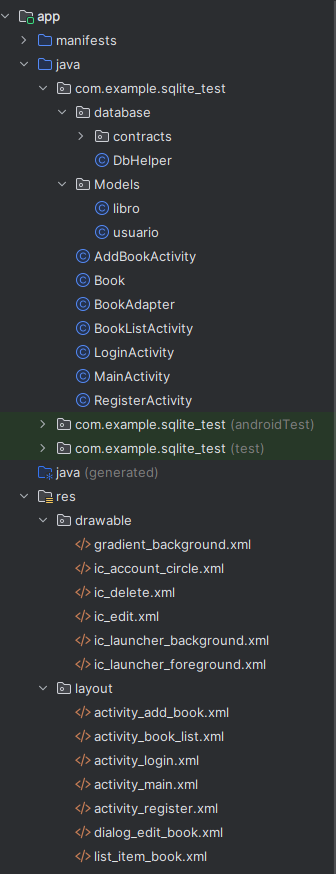 app
manifests
java
com.example.sqlite_test
database
contracts
DbHelper
Models
libro
usuario
AddBookActivity
Book
BookAdapter
BookListActivity
LoginActivity
MainActivity
RegisterActivity
com.example.sqlite_test (androidTest)
com.example.sqlite_test (test)
java (generated)
res
drawable
gradient_background.xml
ic_account_circle.xml
ic_delete.xml
ic_edit.xml
ic_launcher_background.xml
ic_launcher_foreground.xml
layout
activity_add_book.xml
activity_book_list.xml
activity_login.xml
activity_main.xml
activity_register.xml
dialog_edit_book.xml
list_item_book.xml